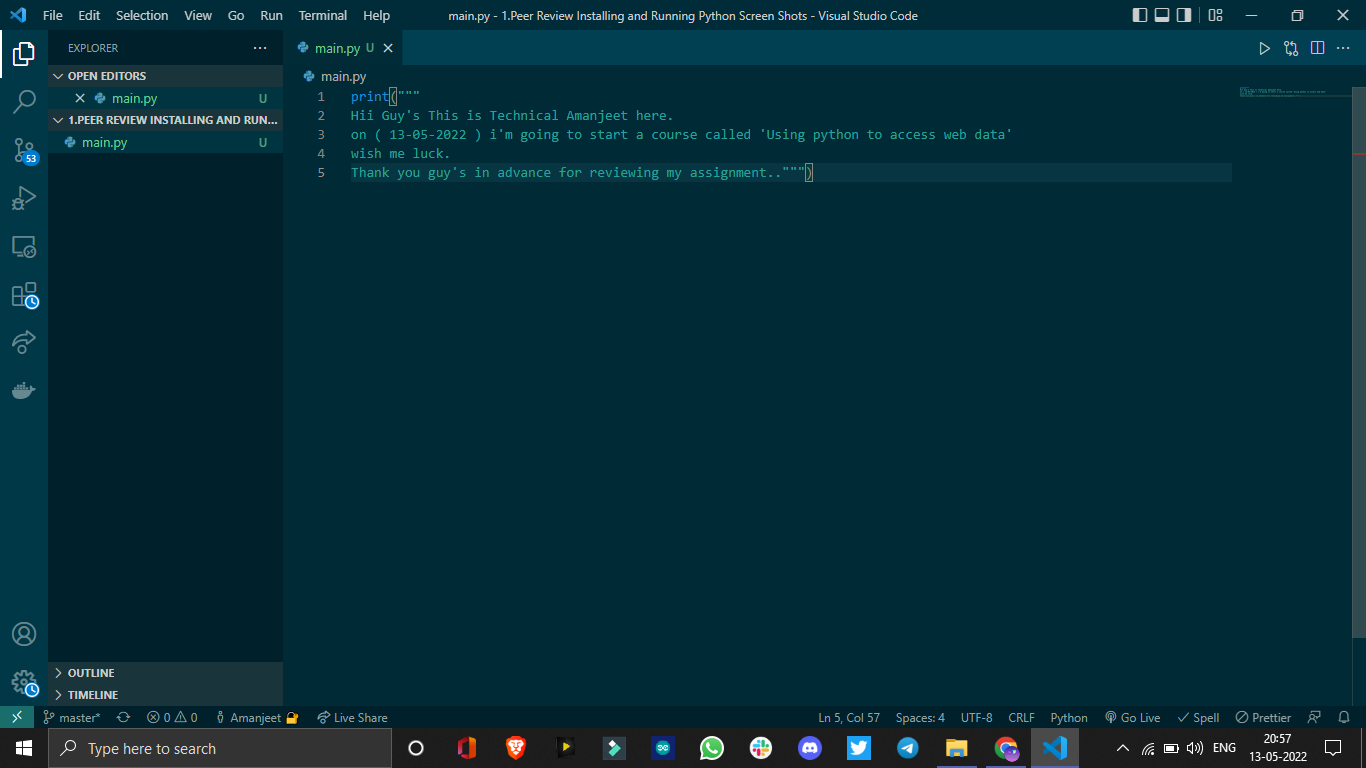 File Edit Selection View Go Run Terminal Help main.py - 1.Peer Review Installing and Running Python Screen Shots - Visual Studio Code
EXPLORER
main.py U
OPEN EDITORS
main.py
main.py U
1.PEER REVIEW INSTALLING AND RUN...
main.py U
53
1 print("""
2 Hii Guy's This is Technical Amanjeet here.
3 on ( 13-05-2022 ) i'm going to start a course called 'Using python to access web data'
4 wish me luck.
5 Thank you guy's in advance for reviewing my assignment..""")
OUTLINE
TIMELINE
master* 0 0 Amanjeet Live Share Ln 5, Col 57 Spaces: 4 UTF-8 CRLF Python Go Live Spell Prettier
Type here to search
ENG
20:57
13-05-2022